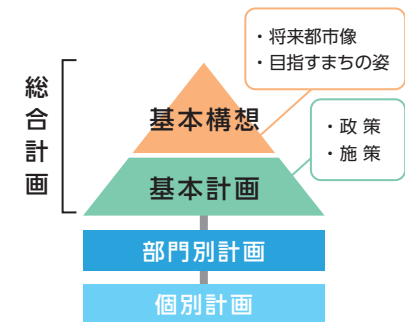 ・将来都市像
・目指すまちの姿
総合計画
基本構想
・政 策
・施 策
基本計画
部門別計画
個別計画